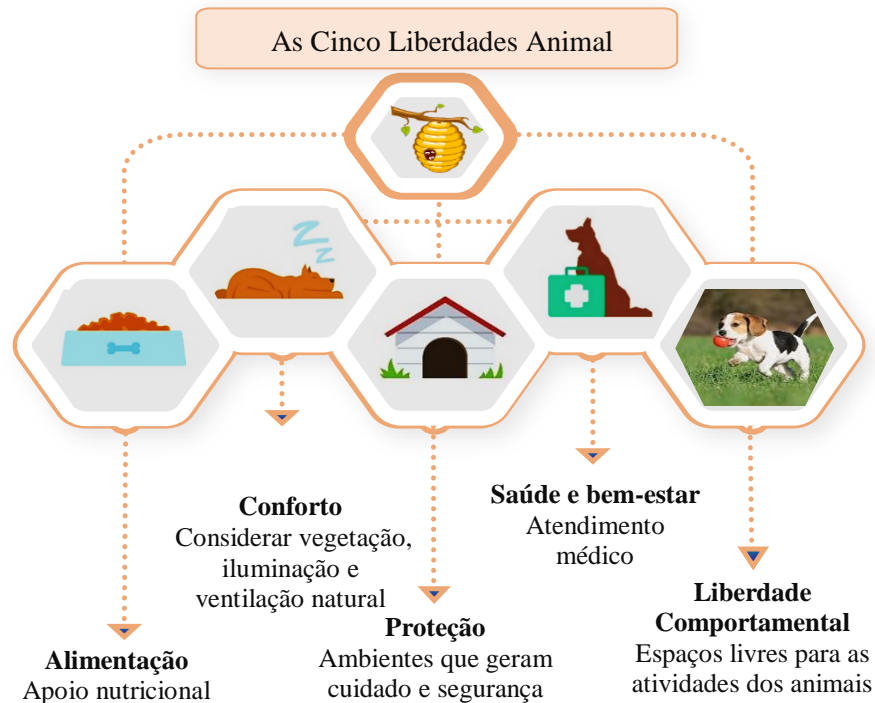 As Cinco Liberdades Animal
Alimentação
Apoio nutricional
Conforto
Considerar vegetação,
iluminação e
ventilação natural
Proteção
Ambientes que geram
cuidado e segurança
Saúde e bem-estar
Atendimento
médico
Liberdade
Comportamental
Espaços livres para as
atividades dos animais